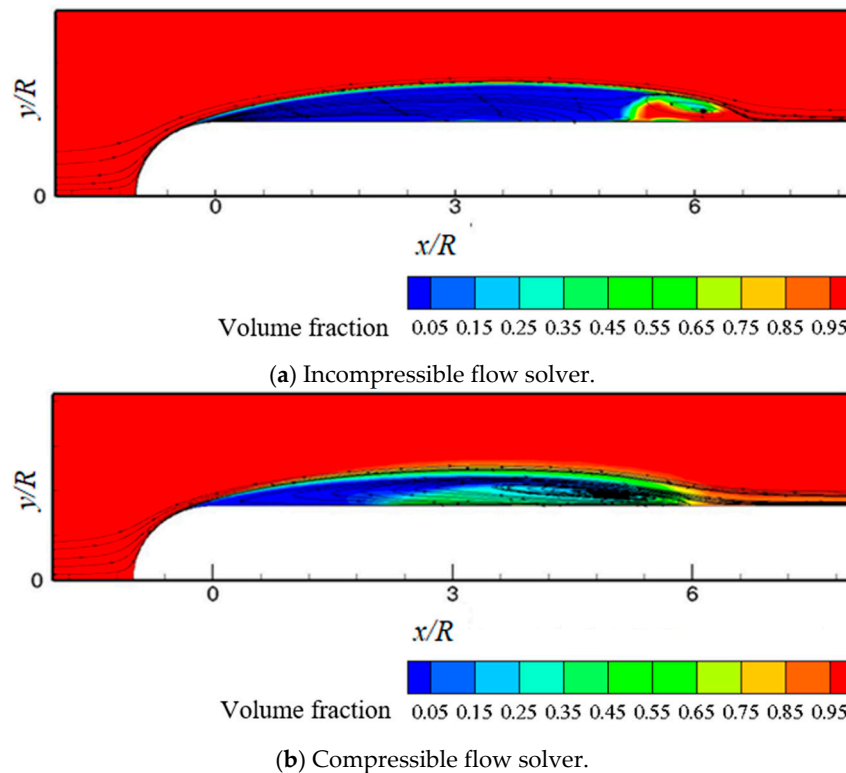 y/R
0
0 3 6
x/R
Volume fraction 0.05 0.15 0.25 0.35 0.45 0.55 0.65 0.75 0.85 0.95
(a) Incompressible flow solver.
y/R
0
0 3 6
x/R
Volume fraction 0.05 0.15 0.25 0.35 0.45 0.55 0.65 0.75 0.85 0.95
(b) Compressible flow solver.